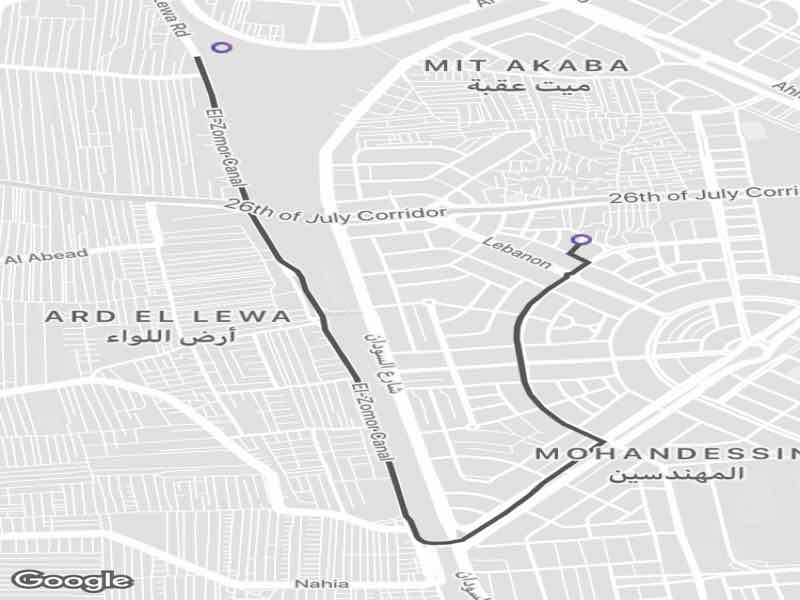 Lewa Rd
MIT AKABA
ميت عقبة
El-Zomor Canal
26th of July Corridor
26th of July Corri
Lebanon
Al Abead
ARD EL LEWA
أرض اللواء
شارع السودان
El-Zomor Canal
MOHANDESSIN
المهندسين
Google
Nahia
السودان